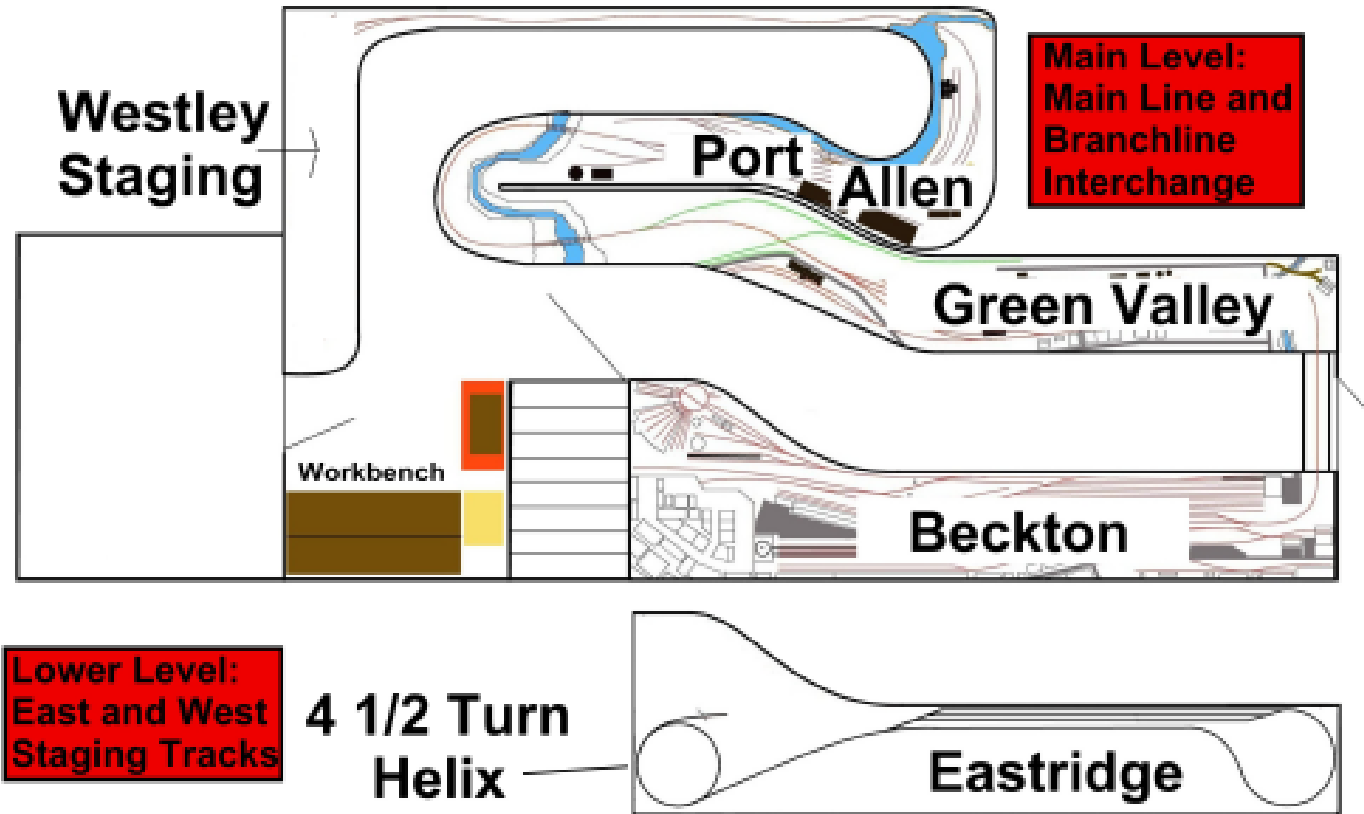 Westley
Staging
Port
Allen
Main Level:
Main Line and
Branchline
Interchange
Green Valley
Workbench
Beckton
Lower Level:
East and West
Staging Tracks
4 1/2 Turn
Helix
Eastridge